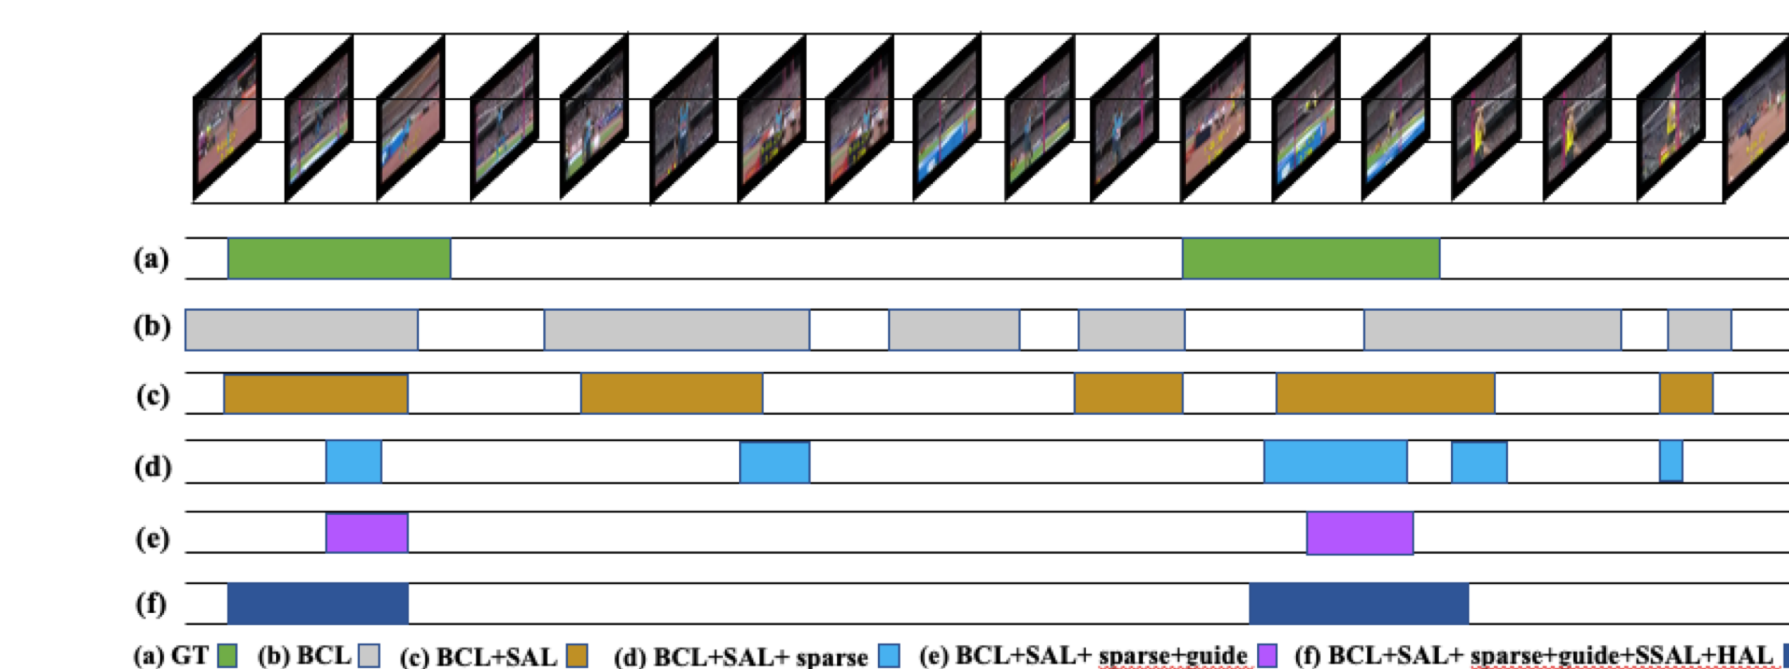 (a)
(b)
(c)
(d)
(e)
(f)
(a) GT (b) BCL (c) BCL+SAL (d) BCL+SAL+ sparse (e) BCL+SAL+ sparse+guide (f) BCL+SAL+ sparse+guide+SSAL+HAL